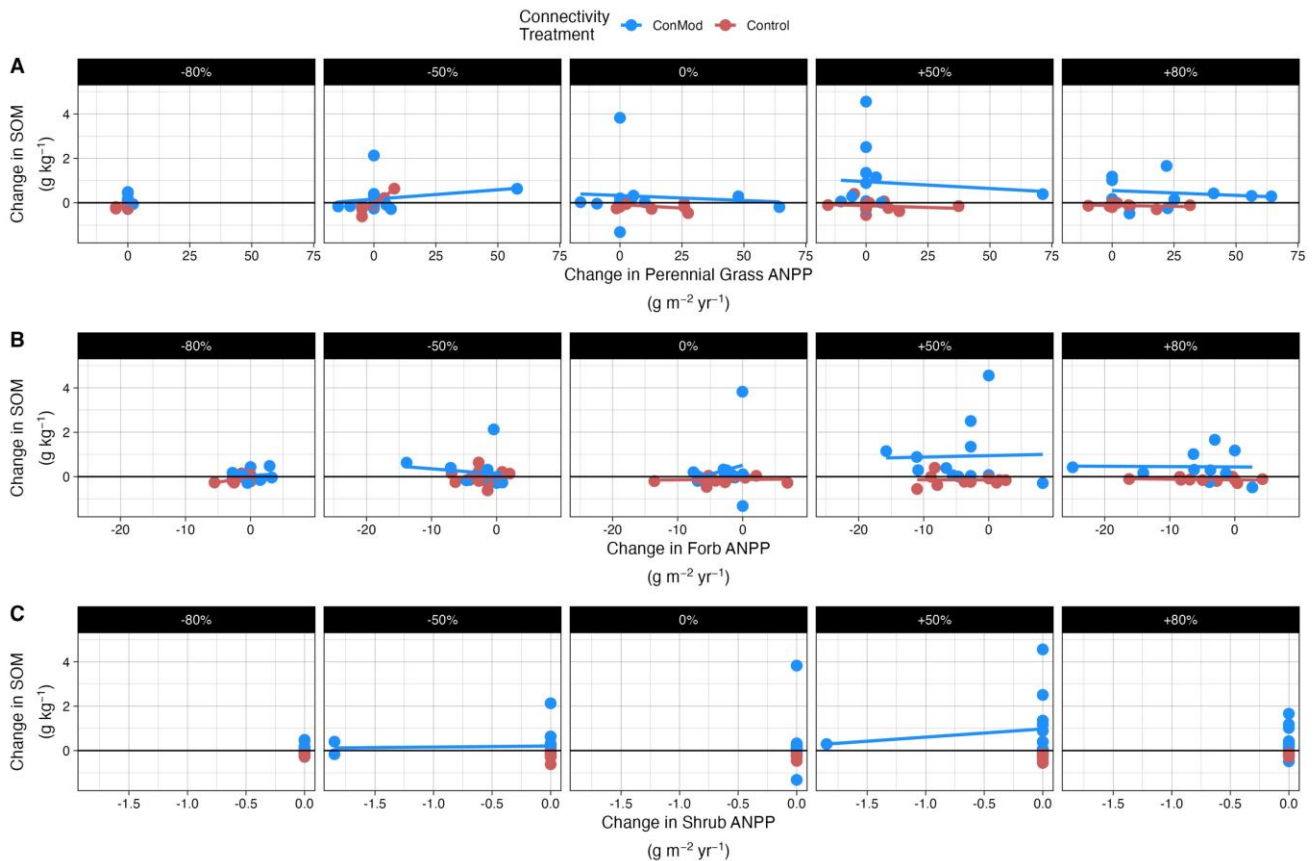 Connectivity
Treatment
ConMod
Control
A
-80% -50% 0% +50% +80%
Change in SOM
(g kg⁻¹)
4
2
0
0 25 50 75 0 25 50 75 0 25 50 75 0 25 50 75 0 25 50 75
Change in Perennial Grass ANPP
(g m⁻² yr⁻¹)
B
-80% -50% 0% +50% +80%
Change in SOM
(g kg⁻¹)
4
2
0
-20 -10 0 -20 -10 0 -20 -10 0 -20 -10 0 -20 -10 0
Change in Forb ANPP
(g m⁻² yr⁻¹)
C
-80% -50% 0% +50% +80%
Change in SOM
(g kg⁻¹)
4
2
0
-1.5 -1.0 -0.5 0.0 -1.5 -1.0 -0.5 0.0 -1.5 -1.0 -0.5 0.0 -1.5 -1.0 -0.5 0.0 -1.5 -1.0 -0.5 0.0
Change in Shrub ANPP
(g m⁻² yr⁻¹)